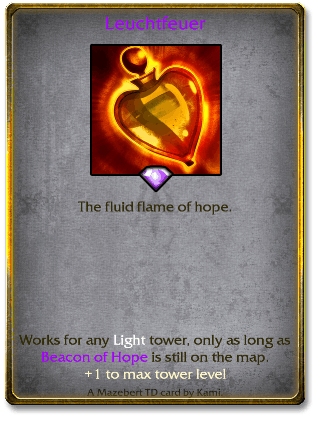 Leuchtfeuer
The fluid flame of hope.
Works for any Light tower, only as long as
Beacon of Hope is still on the map.
+1 to max tower level
A Mazebert TD card by Kami...